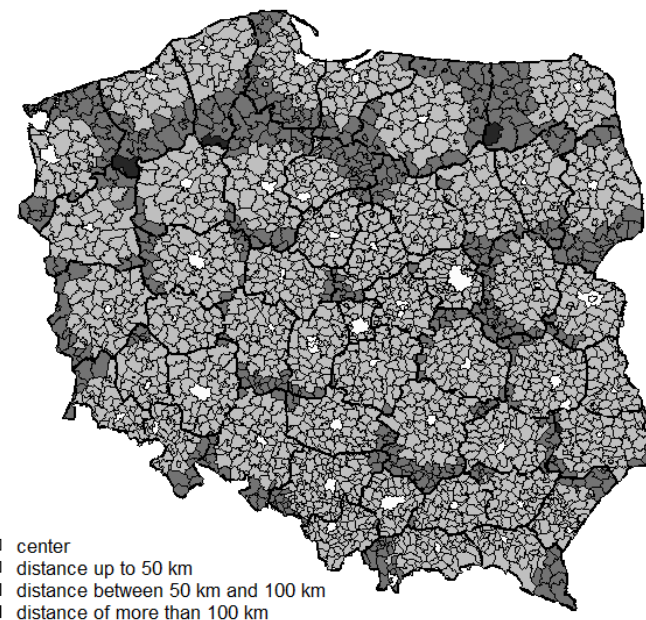 center
distance up to 50 km
distance between 50 km and 100 km
distance of more than 100 km